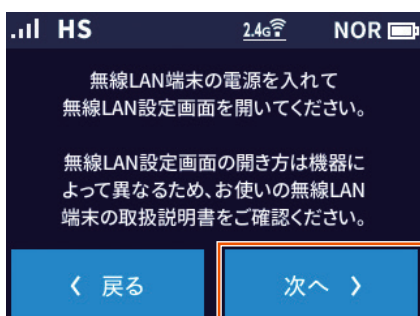 HS 2.4G NOR
無線LAN端末の電源を入れて
無線LAN設定画面を開いてください。
無線LAN設定画面の開き方は機器に
よって異なるため、お使いの無線LAN
端末の取扱説明書をご確認ください。
〈 戻る 次へ 〉